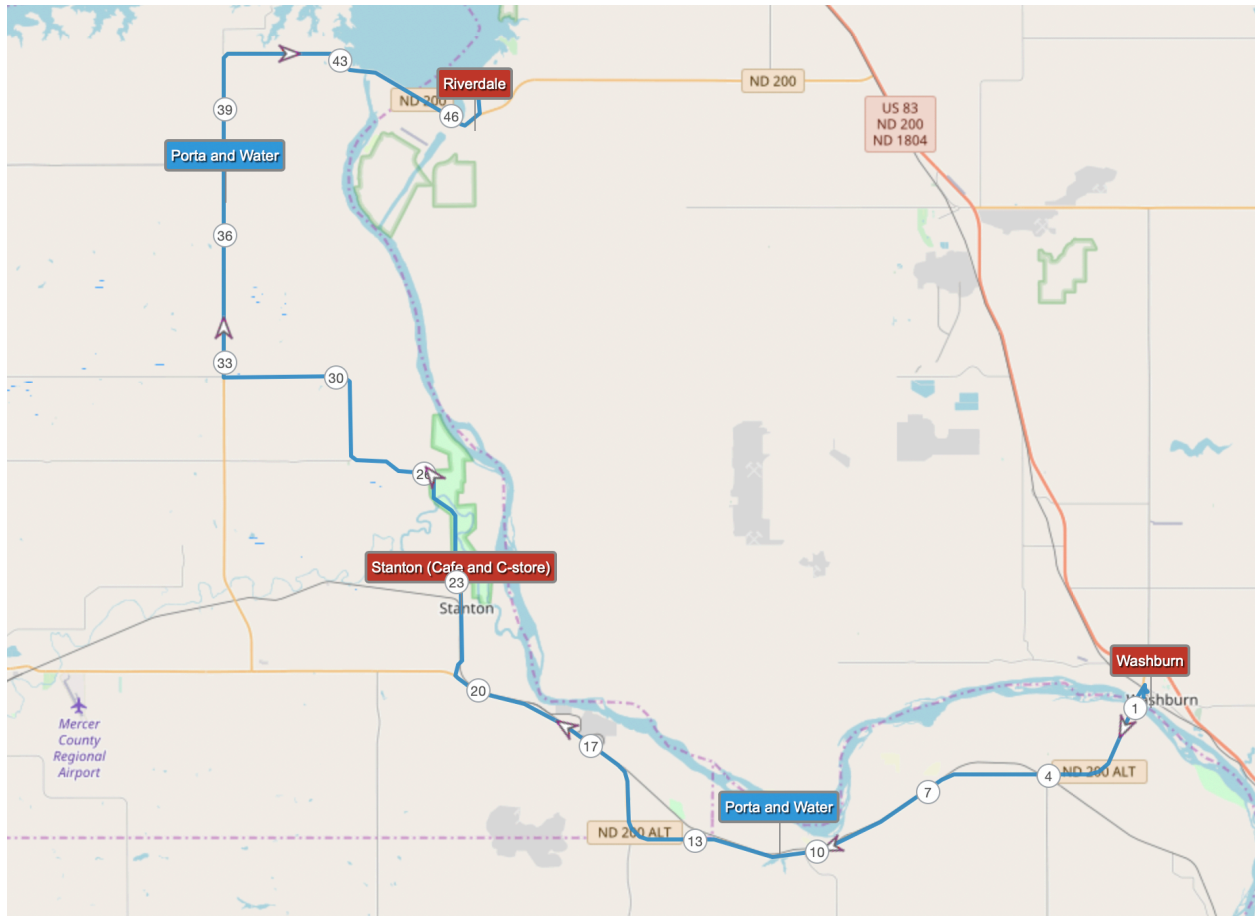 43
Riverdale
ND 200
46
ND 200
39
US 83
ND 200
ND 1804
Porta and Water
36
33
30
26
Stanton (Cafe and C-store)
23
Stanton
Washburn
Washburn
1
20
Mercer
County
Regional
Airport
17
4
ND 200 ALT
7
Porta and Water
ND 200 ALT
13
10